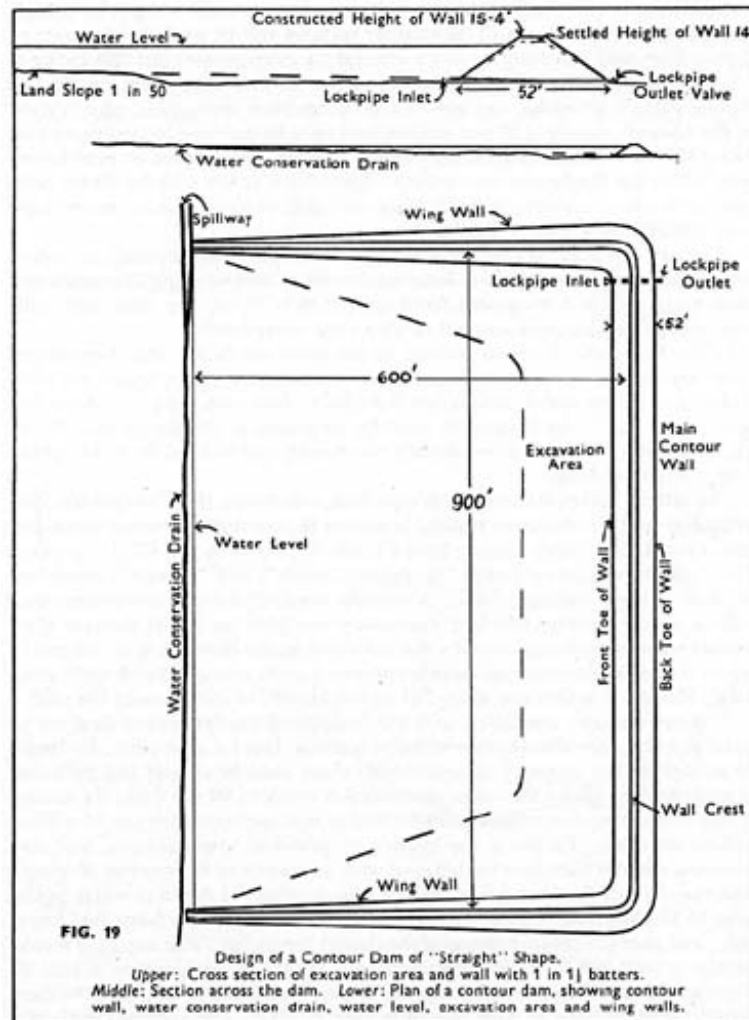 Constructed Height of Wall 15-4"
Water Level
Settled Height of Wall 14
Land Slope 1 in 50
Lockpipe Inlet
52'
Lockpipe
Outlet Valve
Water Conservation Drain
Spillway
Wing Wall
Lockpipe Inlet
Lockpipe
Outlet
52'
600'
Excavation
Area
Main
Contour
Wall
900'
Water Conservation Drain
Water Level
Front Toe of Wall
Back Toe of Wall
Wall Crest
Wing Wall
FIG. 19
Design of a Contour Dam of "Straight" Shape.
Upper: Cross section of excavation area and wall with 1 in 1½ batters.
Middle: Section across the dam. Lower: Plan of a contour dam, showing contour
wall, water conservation drain, water level, excavation area and wing walls.